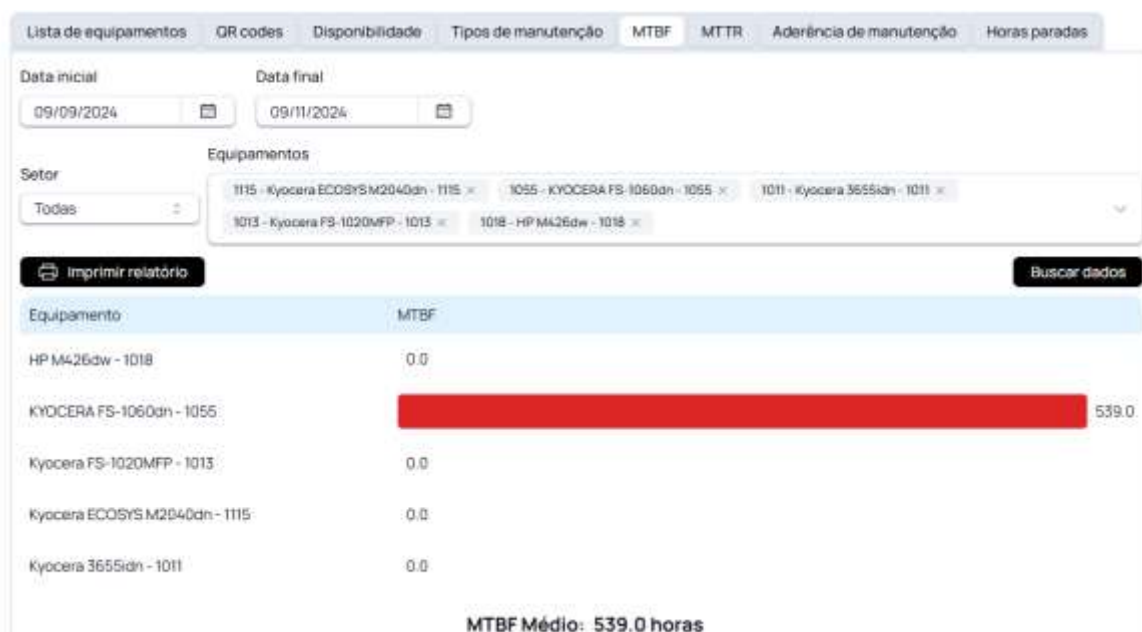 Lista de equipamentos QR codes Disponibilidade Tipos de manutenção MTBF MTTR Aderência de manutenção Horas paradas
Data inicial Data final
09/09/2024 09/11/2024
Equipamentos
Setor
1115 - Kyocera ECOSYS M2040dn - 1115 × 1055 - KYOCERA FS-1060dn - 1055 × 1011 - Kyocera 3655idn - 1011 ×
Todas
1013 - Kyocera FS-1020MFP - 1013 × 1018 - HP M426dw - 1018 ×
Imprimir relatório Buscar dados
Equipamento MTBF
HP M426dw - 1018 0.0
KYOCERA FS-1060dn - 1055 539.0
Kyocera FS-1020MFP - 1013 0.0
Kyocera ECOSYS M2040dn - 1115 0.0
Kyocera 3655idn - 1011 0.0
MTBF Médio: 539.0 horas